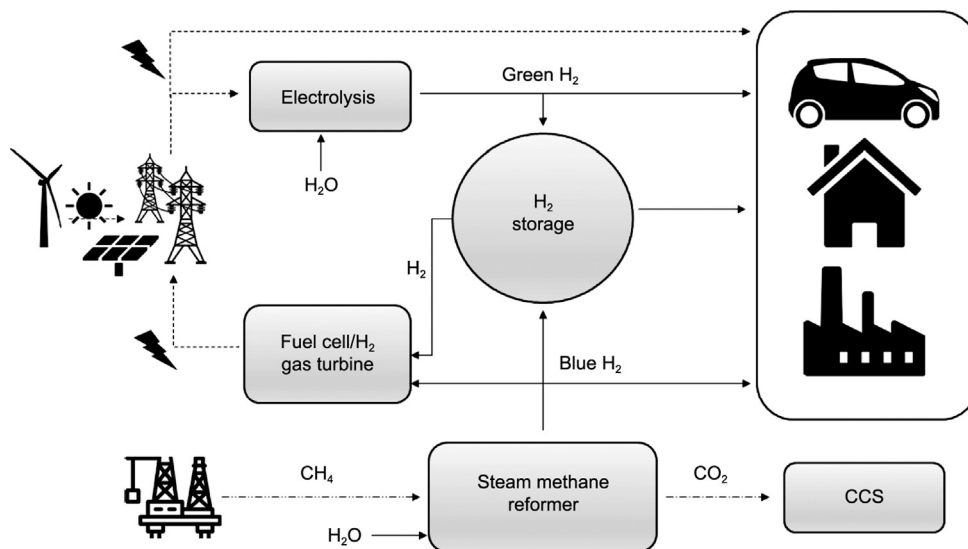 Green H₂
Electrolysis
H₂O
H₂
storage
H₂
Fuel cell/H₂
gas turbine
Blue H₂
CH₄
Steam methane
reformer
CO₂
CCS
H₂O